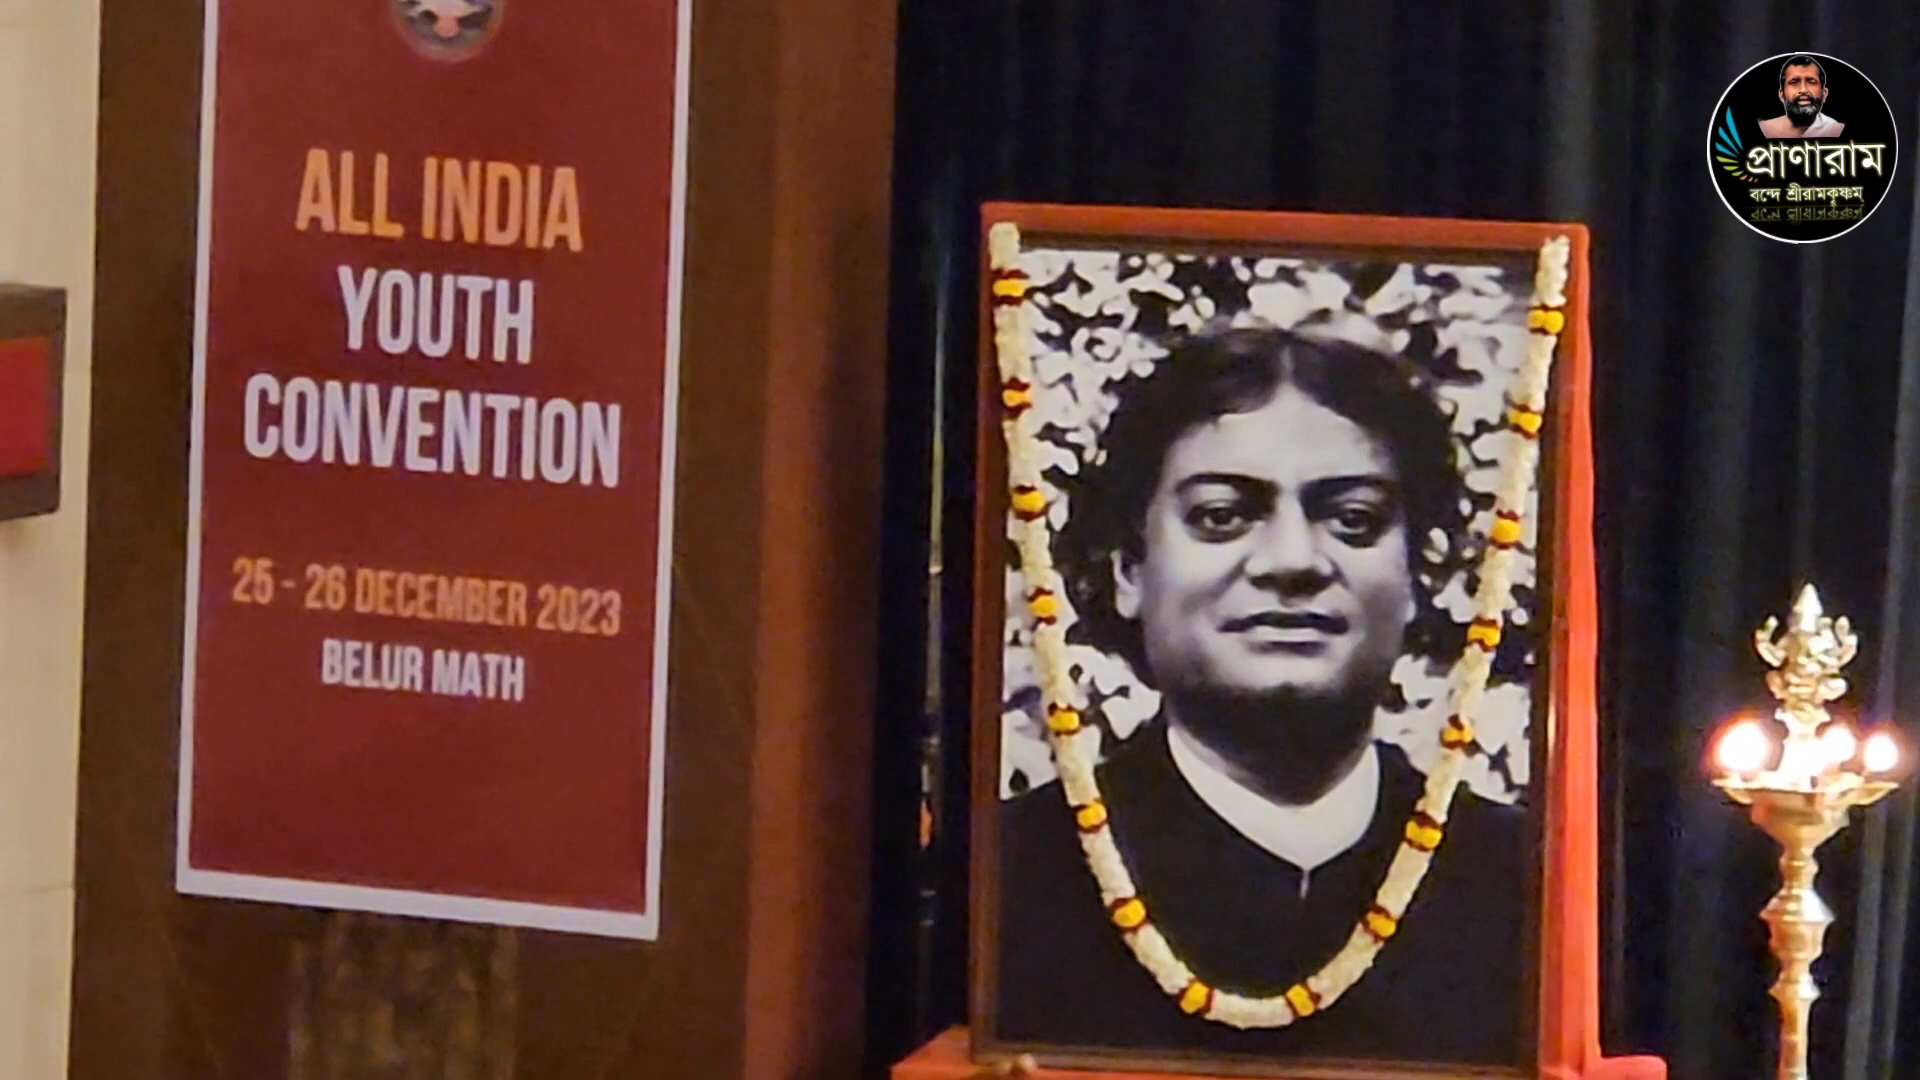 ALL INDIA
YOUTH
CONVENTION
25 - 26 DECEMBER 2023
BELUR MATH
প্রাণারাম
বন্দে শ্রীরামকৃষ্ণম্